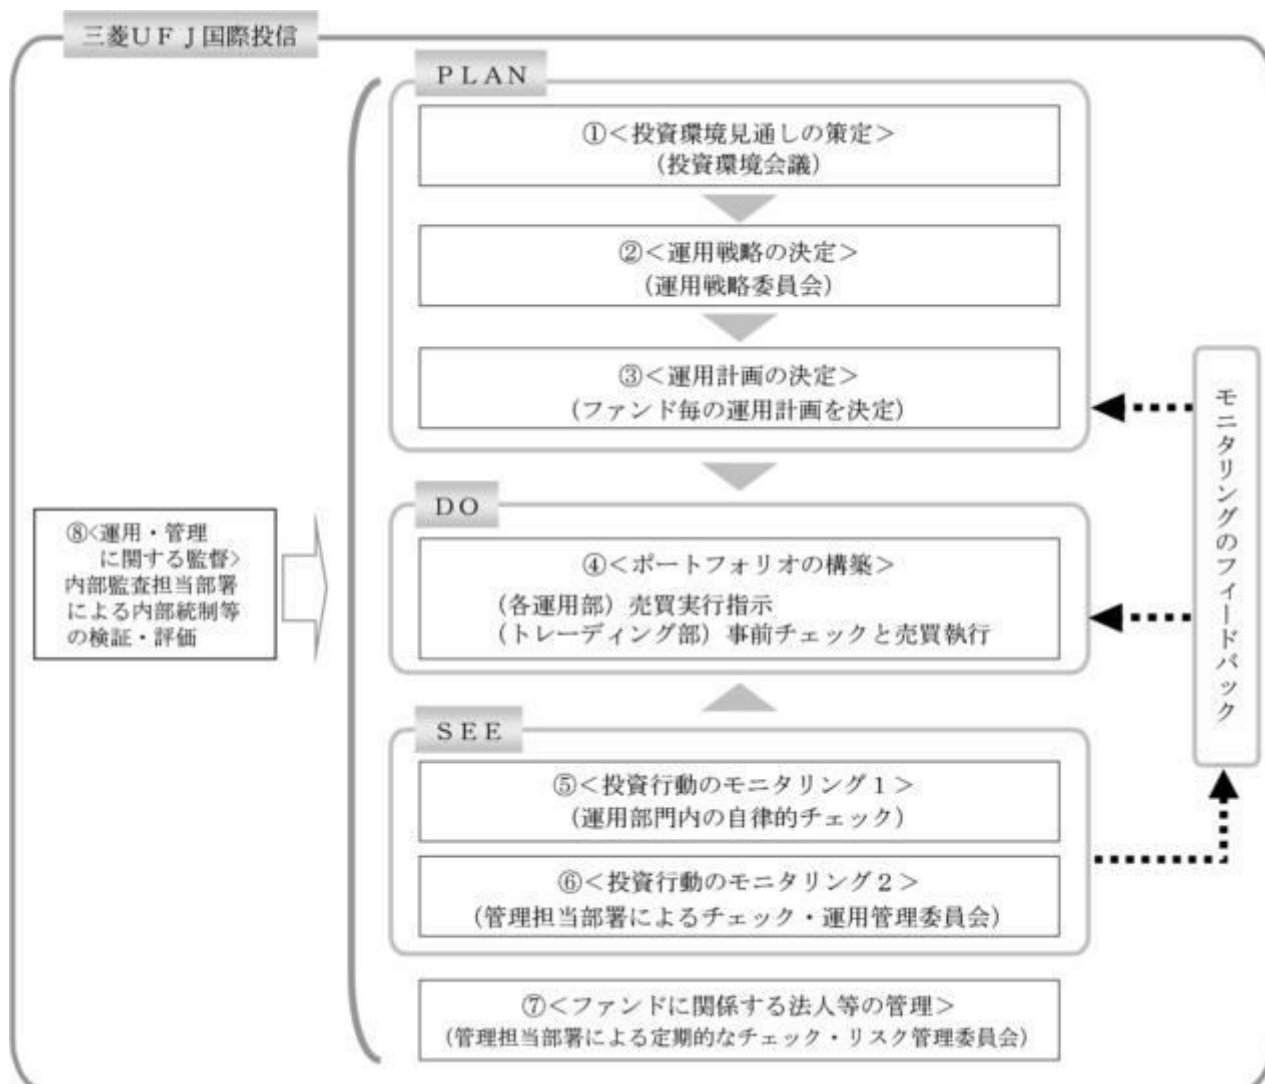 三菱ＵＦＪ国際投信
ＰＬＡＮ
①＜投資環境見通しの策定＞
（投資環境会議）
②＜運用戦略の決定＞
（運用戦略委員会）
③＜運用計画の決定＞
（ファンド毎の運用計画を決定）
ＤＯ
④＜ポートフォリオの構築＞
（各運用部）売買実行指示
（トレーディング部）事前チェックと売買執行
ＳＥＥ
⑤＜投資行動のモニタリング１＞
（運用部門内の自律的チェック）
⑥＜投資行動のモニタリング２＞
（管理担当部署によるチェック・運用管理委員会）
⑦＜ファンドに関係する法人等の管理＞
（管理担当部署による定期的なチェック・リスク管理委員会）
⑧<運用・管理
に関する監督>
内部監査担当部署
による内部統制等
の検証・評価
モニタリングのフィードバック